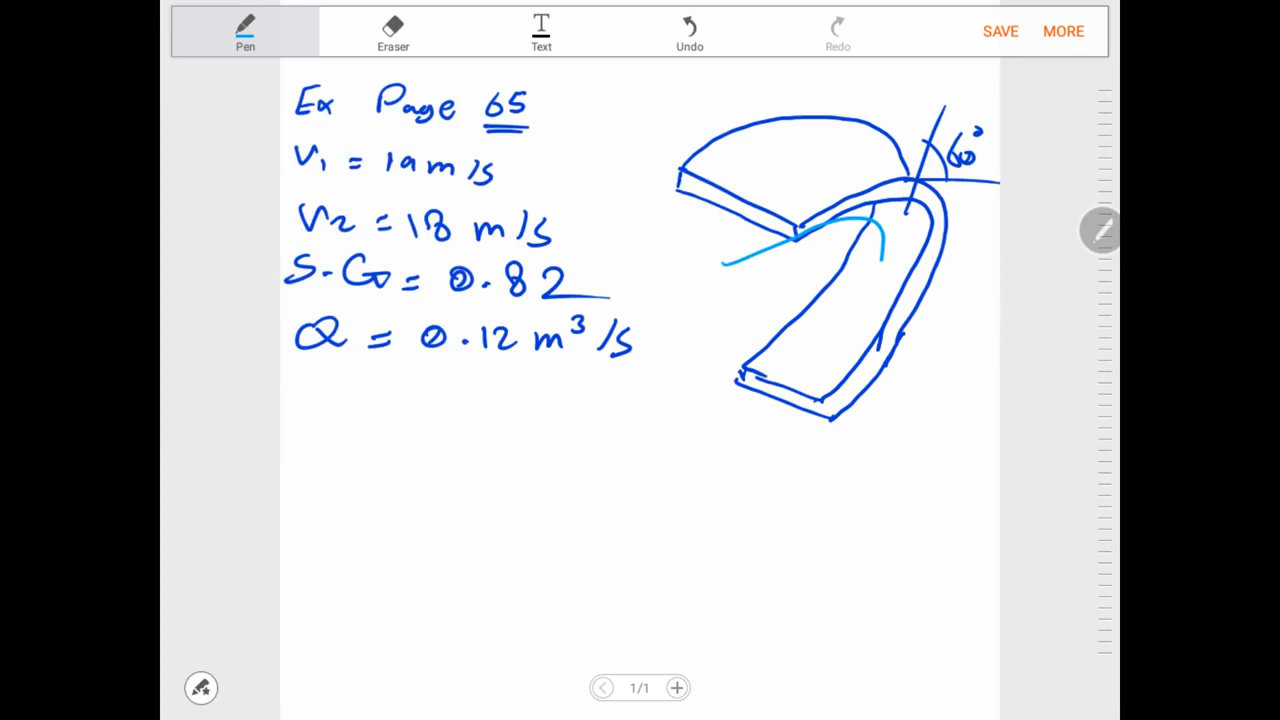 Pen
Eraser
Text
Undo
Redo
SAVE
MORE
Ex Page 65
V₁ = 19 m/s
V₂ = 18 m/s
S.G = 0.82
Q = 0.12 m³/s
60°
1/1